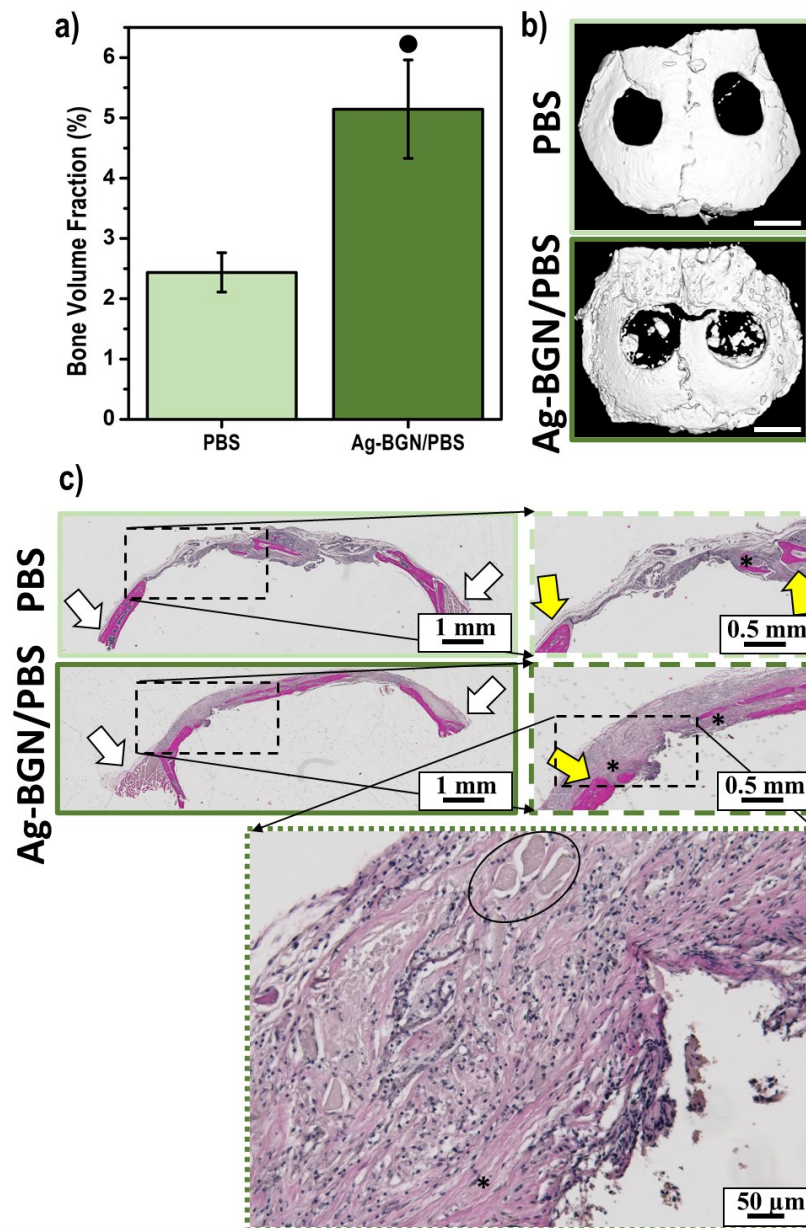 a)
6
5
4
3
2
1
0
Bone Volume Fraction (%)
PBS
Ag-BGN/PBS
b)
PBS
Ag-BGN/PBS
c)
PBS
1 mm
*
0.5 mm
Ag-BGN/PBS
1 mm
*
*
0.5 mm
*
50 µm